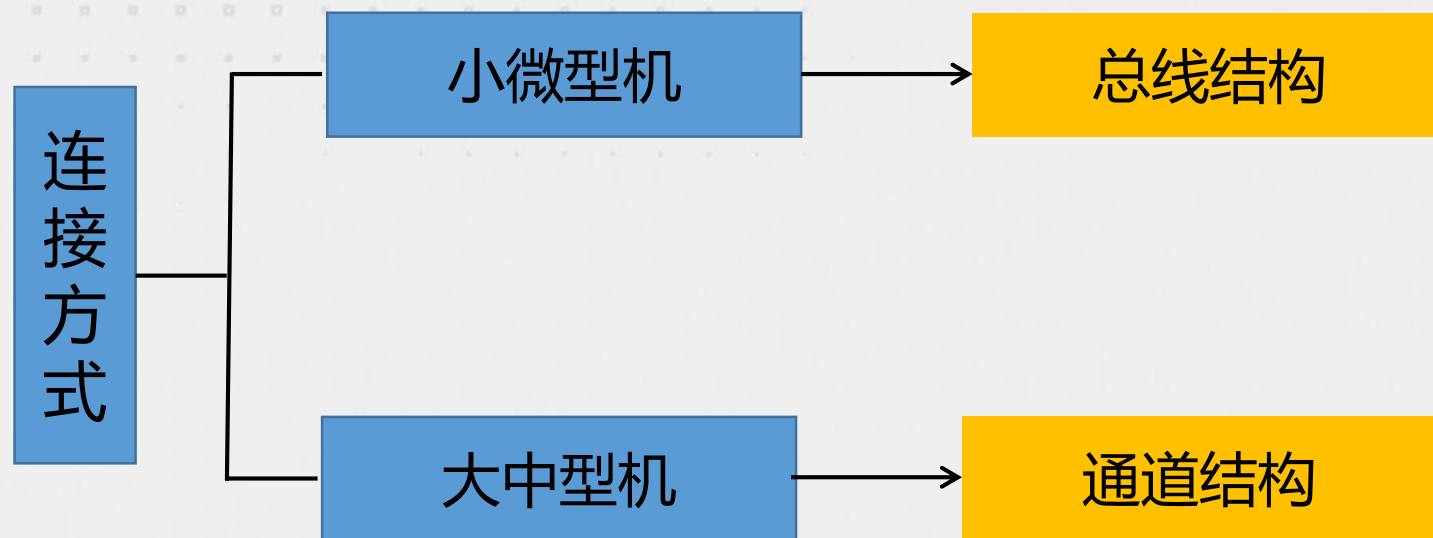 连接方式
小微型机
总线结构
大中型机
通道结构